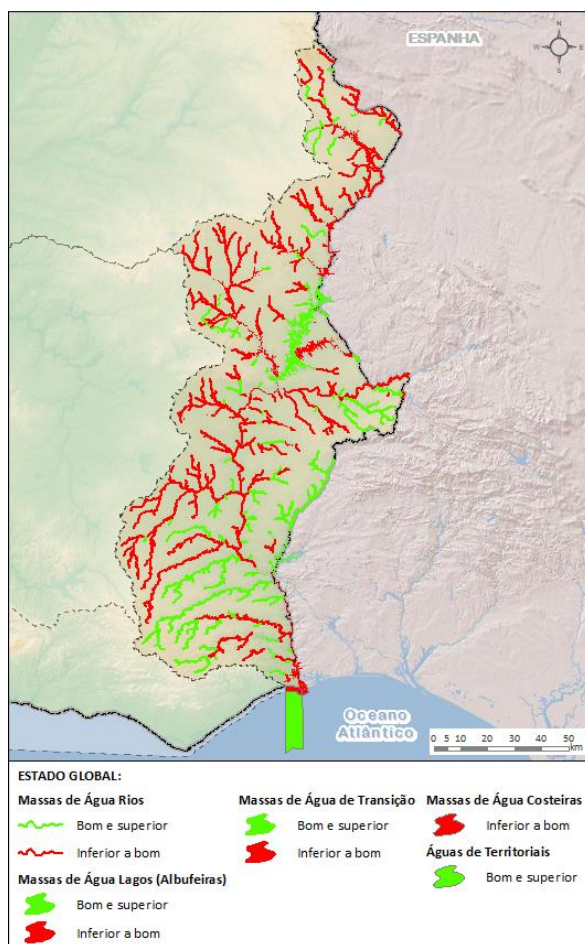 ESPANHA
N
W
E
S
Oceano
Atlântico
0 5 10 20 30 40 50
km
ESTADO GLOBAL:
Massas de Água Rios
Bom e superior
Inferior a bom
Massas de Água Lagos (Albufeiras)
Bom e superior
Inferior a bom
Massas de Água de Transição
Bom e superior
Inferior a bom
Massas de Água Costeiras
Inferior a bom
Águas de Territoriais
Bom e superior